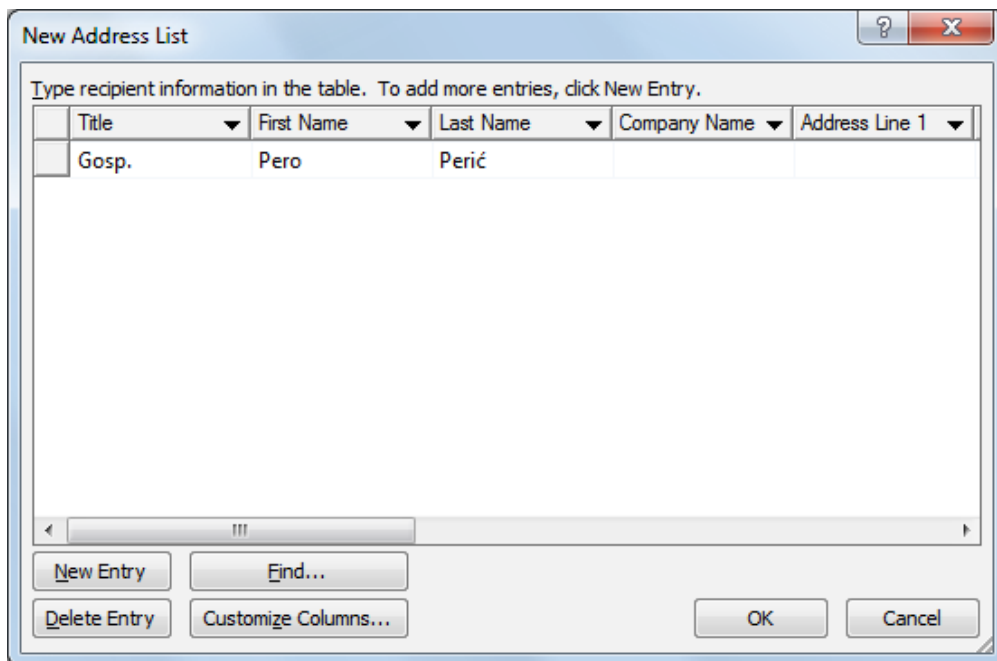 New Address List
Type recipient information in the table. To add more entries, click New Entry.
Title First Name Last Name Company Name Address Line 1
Gosp. Pero Perić
New Entry Find...
Delete Entry Customize Columns... OK Cancel